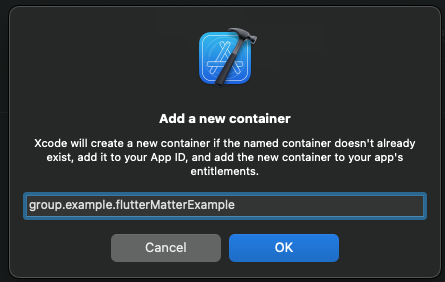 Add a new container
Xcode will create a new container if the named container doesn't already
exist, add it to your App ID, and add the new container to your app's
entitlements.
group.example.flutterMatterExample
Cancel
OK